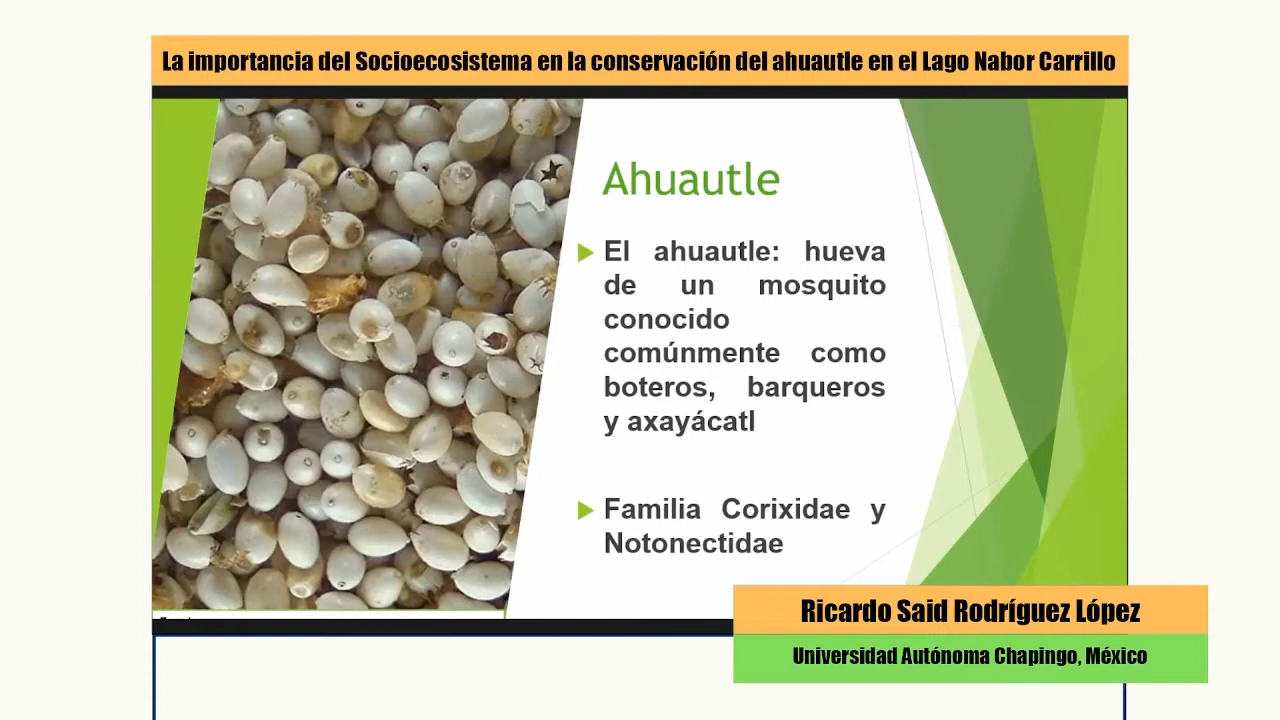 La importancia del Socioecosistema en la conservación del ahuautle en el Lago Nabor Carrillo
Ahuautle
El ahuautle: hueva
de un mosquito
conocido
comúnmente como
boteros, barqueros
y axayácatl
Familia Corixidae y
Notonectidae
Ricardo Said Rodríguez López
Universidad Autónoma Chapingo, México